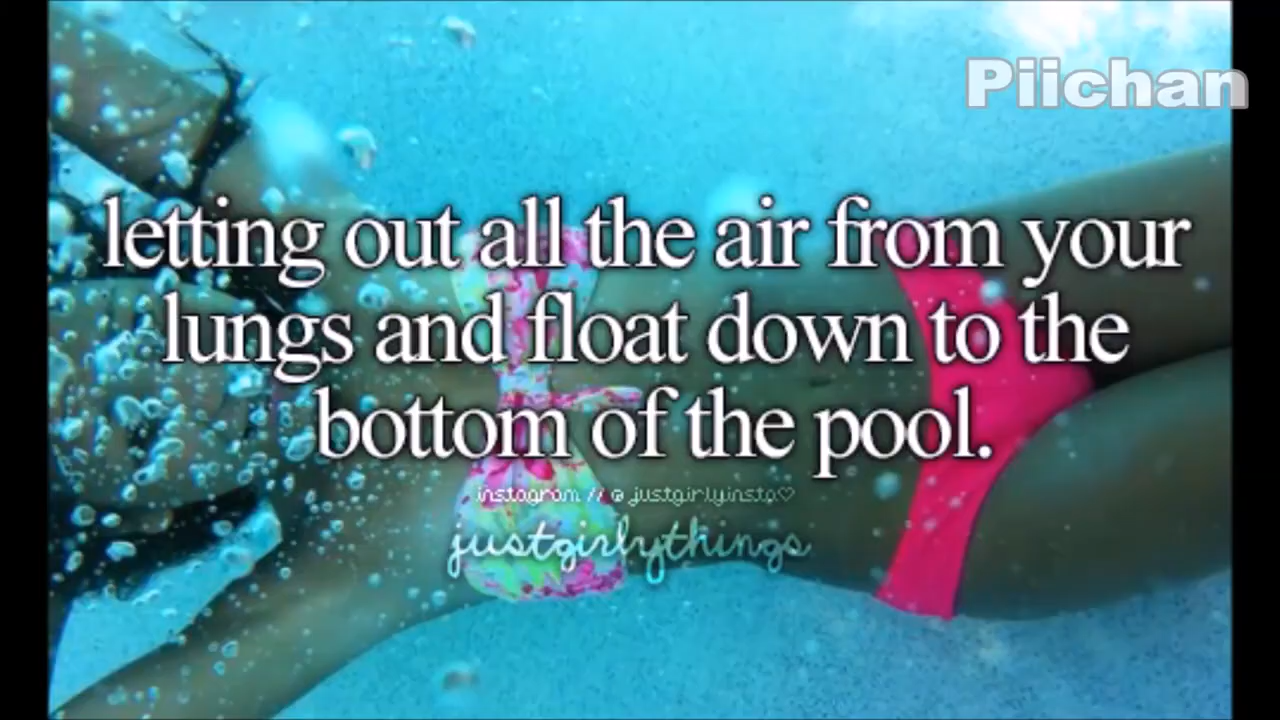 Piichan
letting out all the air from your
lungs and float down to the
bottom of the pool.
instagram // @ justgirlyinsta♡
justgirlythings